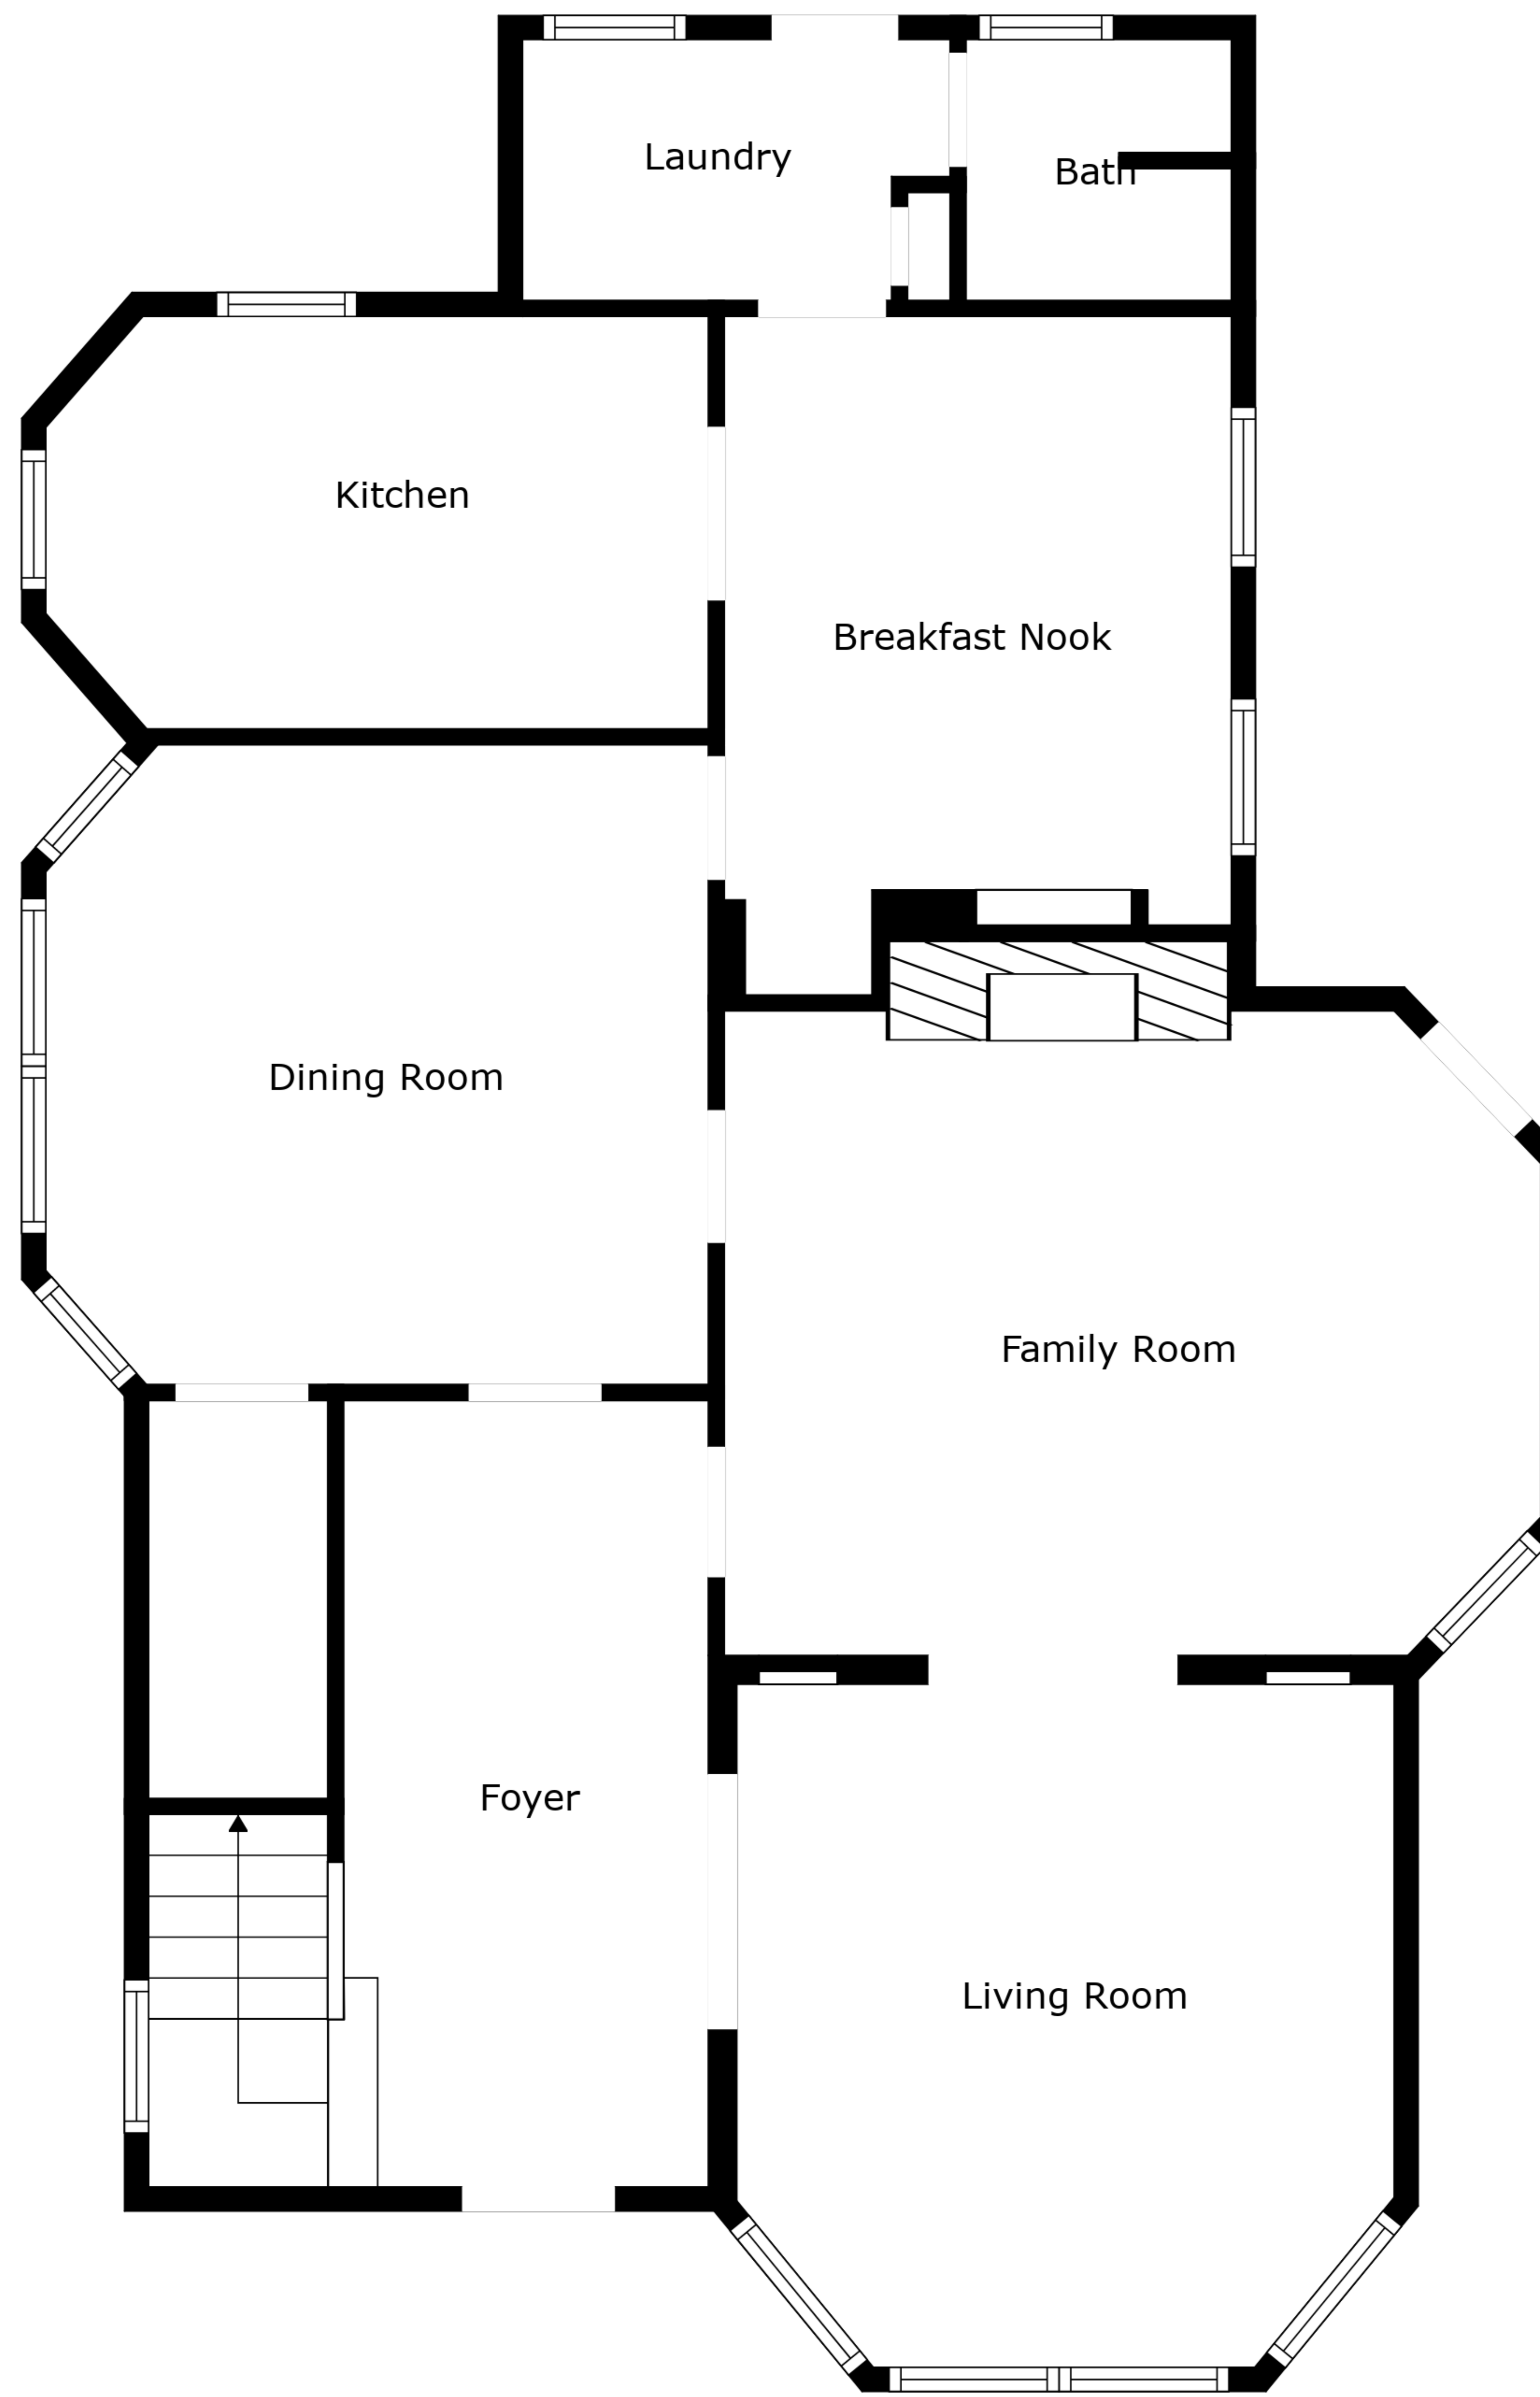 Laundry
Bath
Kitchen
Breakfast Nook
Dining Room
Family Room
Foyer
Living Room